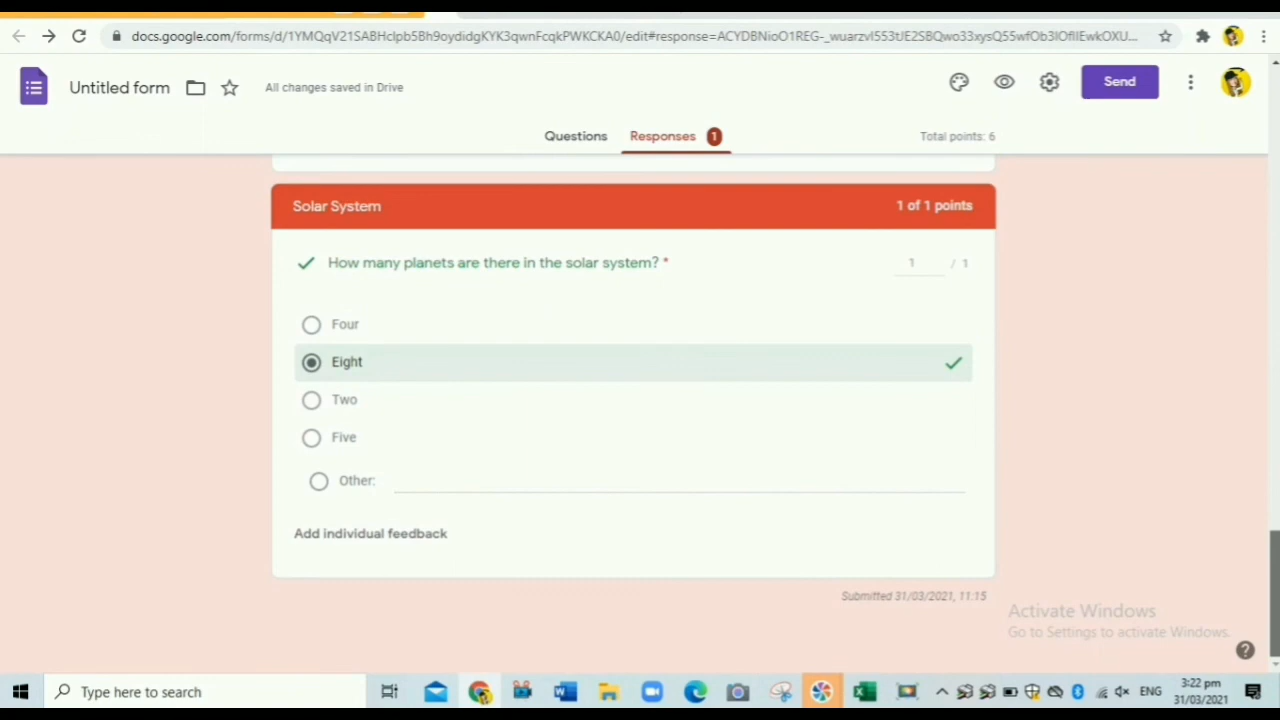 docs.google.com/forms/d/1YMQqV21SABHclpb5Bh9oydidgKYK3qwnFcqkPWKCKA0/edit#response=ACYDBNioO1REG-_wuarzvI553tJE2SBQwo33xysQ55wfOb3IOflIEwkOXU...
Untitled form
All changes saved in Drive
Send
Questions
Responses 1
Total points: 6
Solar System
1 of 1 points
How many planets are there in the solar system? *
1 / 1
Four
Eight
Two
Five
Other:
Add individual feedback
Submitted 31/03/2021, 11:15
Activate Windows
Go to Settings to activate Windows.
Type here to search
ENG
3:22 pm
31/03/2021